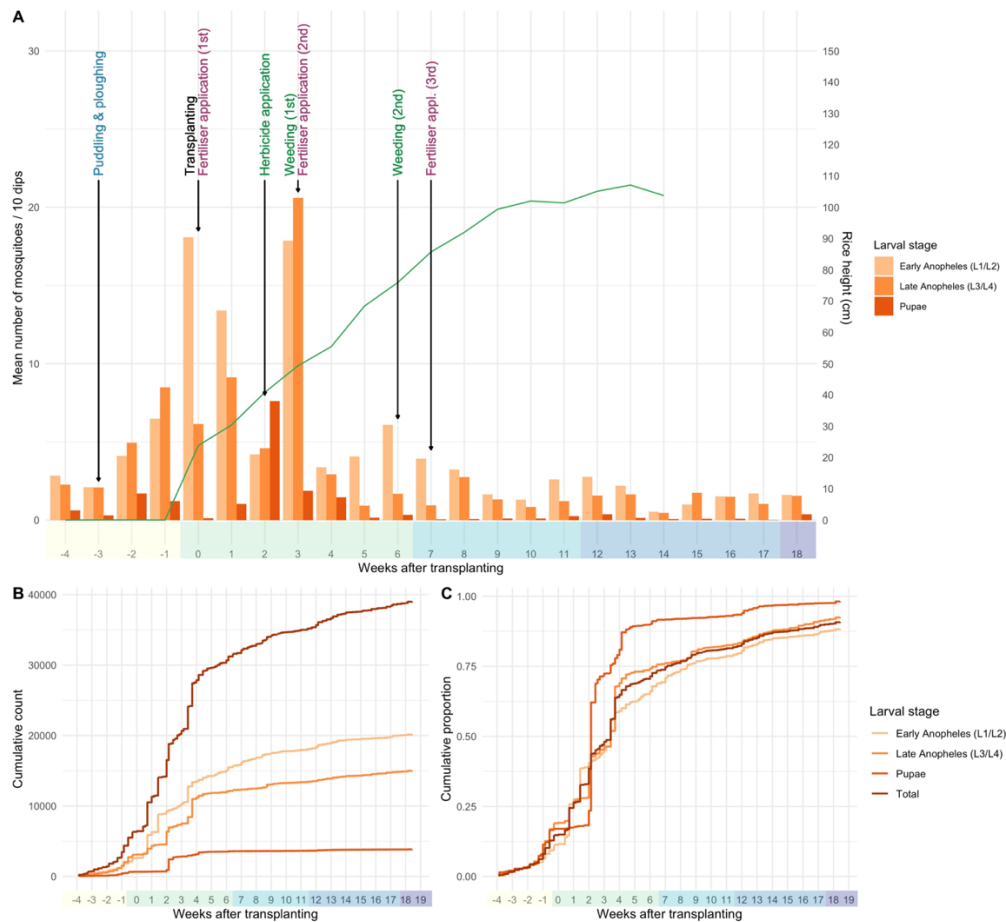 A
30
20
10
0
Mean number of mosquitoes / 10 dips
Puddling & ploughing
Transplanting
Fertiliser application (1st)
Herbicide application
Weeding (1st)
Fertiliser application (2nd)
Weeding (2nd)
Fertiliser appl. (3rd)
150
140
130
120
110
100
90
80
70
60
50
40
30
20
10
0
Rice height (cm)
Larval stage
Early Anopheles (L1/L2)
Late Anopheles (L3/L4)
Pupae
-4 -3 -2 -1 0 1 2 3 4 5 6 7 8 9 10 11 12 13 14 15 16 17 18
Weeks after transplanting
B
40000
30000
20000
10000
0
Cumulative count
-4 -3 -2 -1 0 1 2 3 4 5 6 7 8 9 10 11 12 13 14 15 16 17 18 19
Weeks after transplanting
C
1.00
0.75
0.50
0.25
0.00
Cumulative proportion
-4 -3 -2 -1 0 1 2 3 4 5 6 7 8 9 10 11 12 13 14 15 16 17 18 19
Weeks after transplanting
Larval stage
Early Anopheles (L1/L2)
Late Anopheles (L3/L4)
Pupae
Total